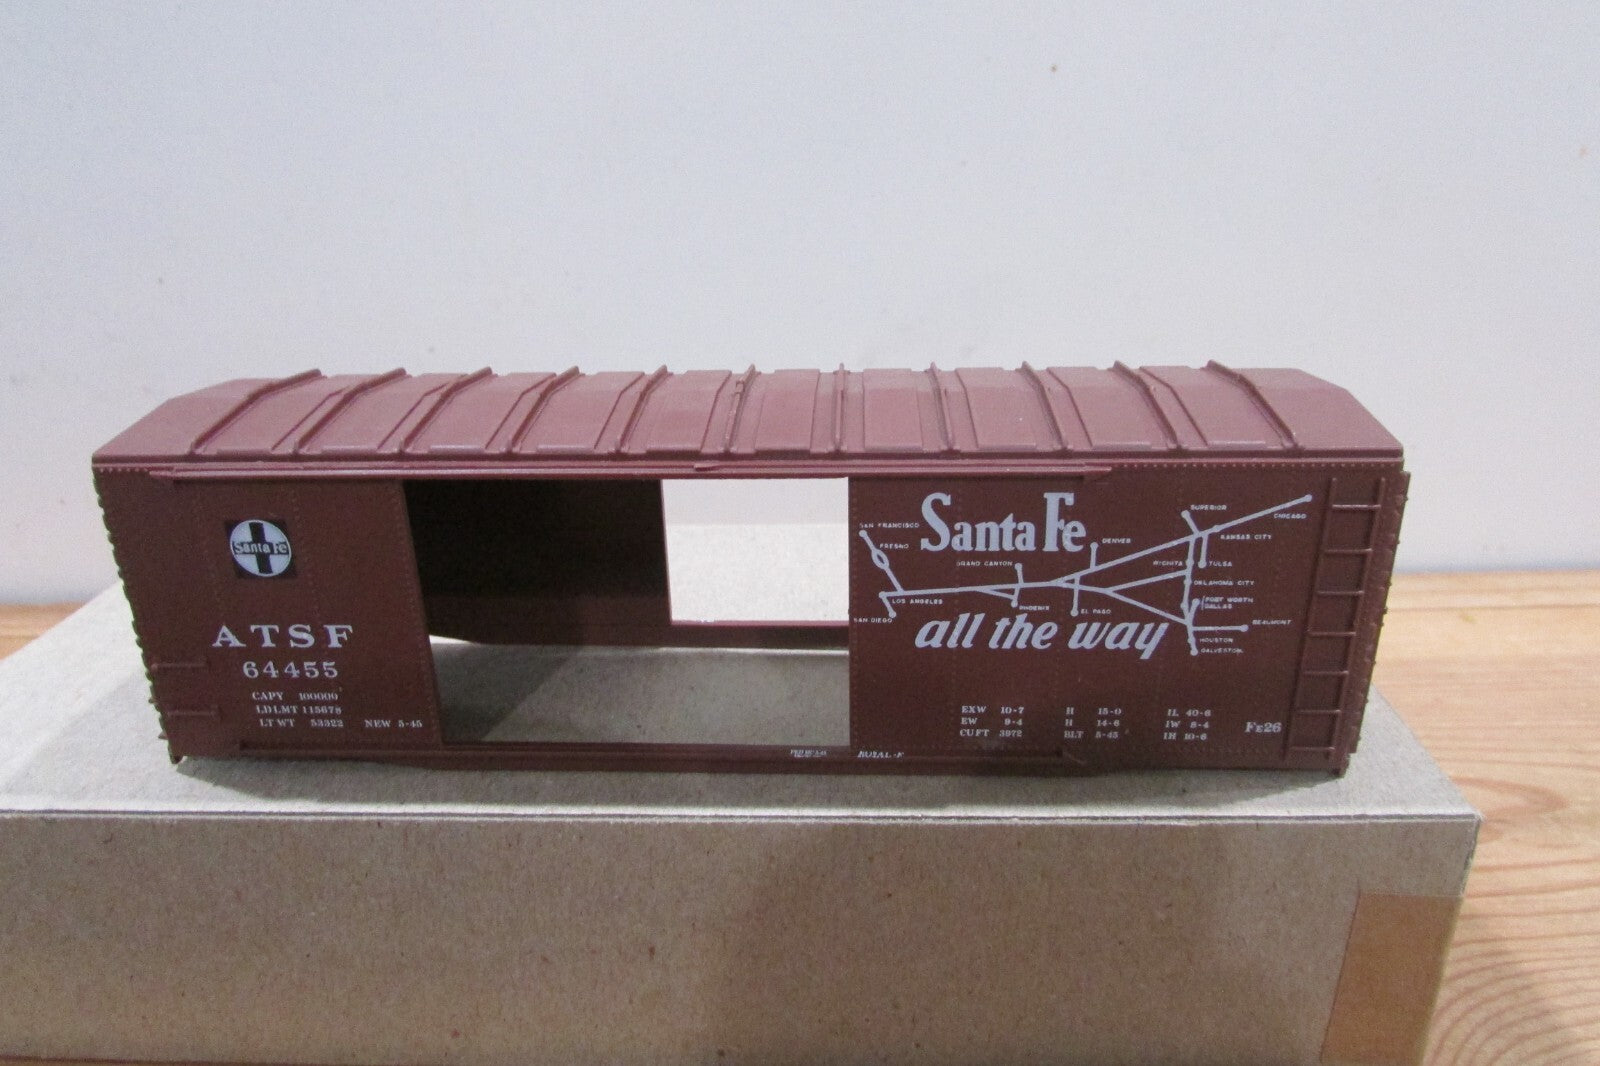 Santa Fe
ATSF
64455
CAPY 100000
LDLMT 115678
LT WT 53322 NEW 5-45
Santa Fe
all the way
SAN FRANCISCO
FRESNO
LOS ANGELES
SAN DIEGO
GRAND CANYON
PHOENIX
DENVER
EL PASO
SUPERIOR
CHICAGO
KANSAS CITY
WICHITA
TULSA
OKLAHOMA CITY
FORT WORTH
DALLAS
BEAUMONT
HOUSTON
GALVESTON
EXW 10-7 H 15-0 IL 40-6
EW 9-4 H 14-6 IW 8-4
CU FT 3972 BLT 5-45 IH 10-6
FE26
ROYAL-F